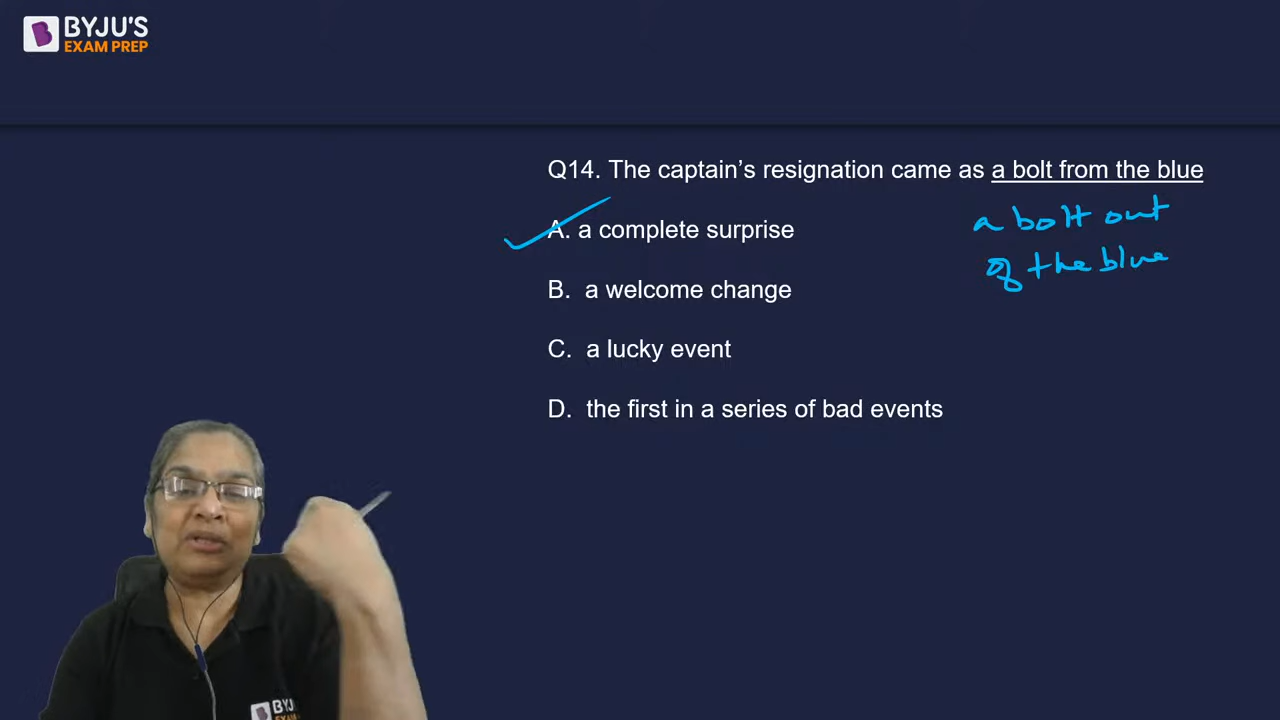 BYJU'S
EXAM PREP
Q14. The captain’s resignation came as a bolt from the blue
A. a complete surprise
a bolt out
of the blue
B. a welcome change
C. a lucky event
D. the first in a series of bad events
BYJU